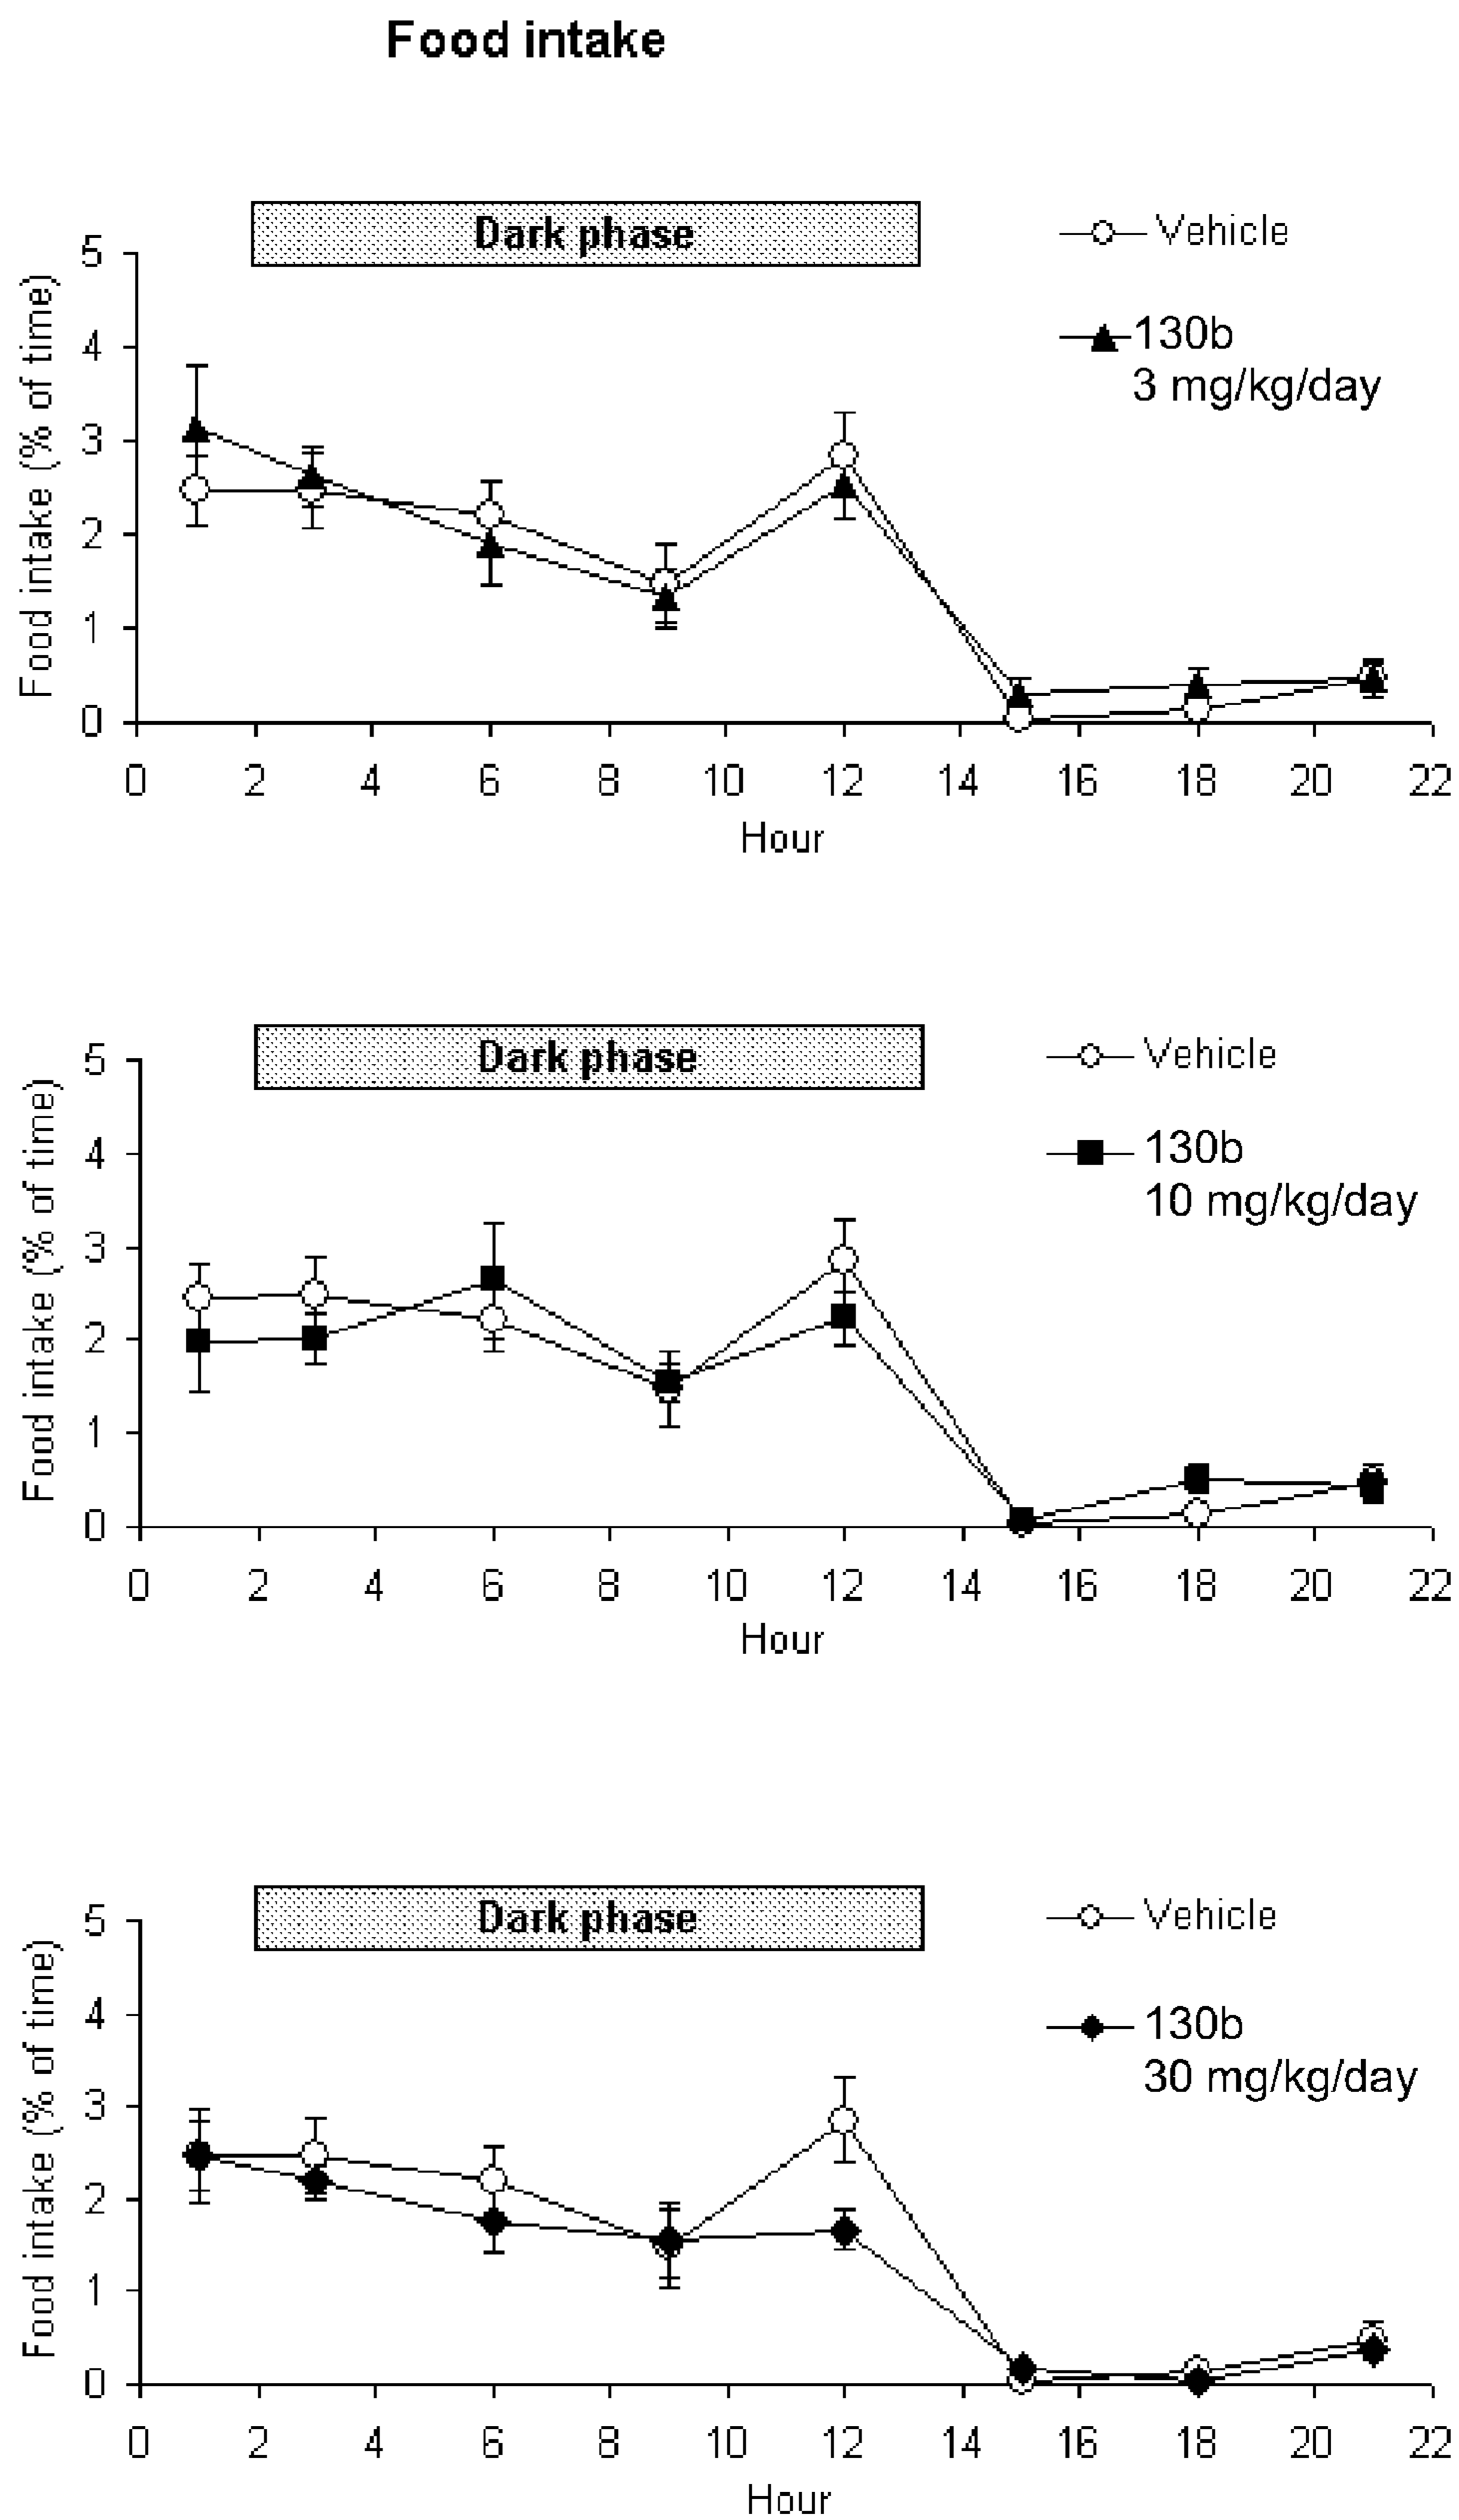 Food intake
Dark phase
Vehicle
130b
3 mg/kg/day
Food intake (% of time)
5
4
3
2
1
0
0 2 4 6 8 10 12 14 16 18 20 22
Hour
Dark phase
Vehicle
130b
10 mg/kg/day
Food intake (% of time)
5
4
3
2
1
0
0 2 4 6 8 10 12 14 16 18 20 22
Hour
Dark phase
Vehicle
130b
30 mg/kg/day
Food intake (% of time)
5
4
3
2
1
0
0 2 4 6 8 10 12 14 16 18 20 22
Hour